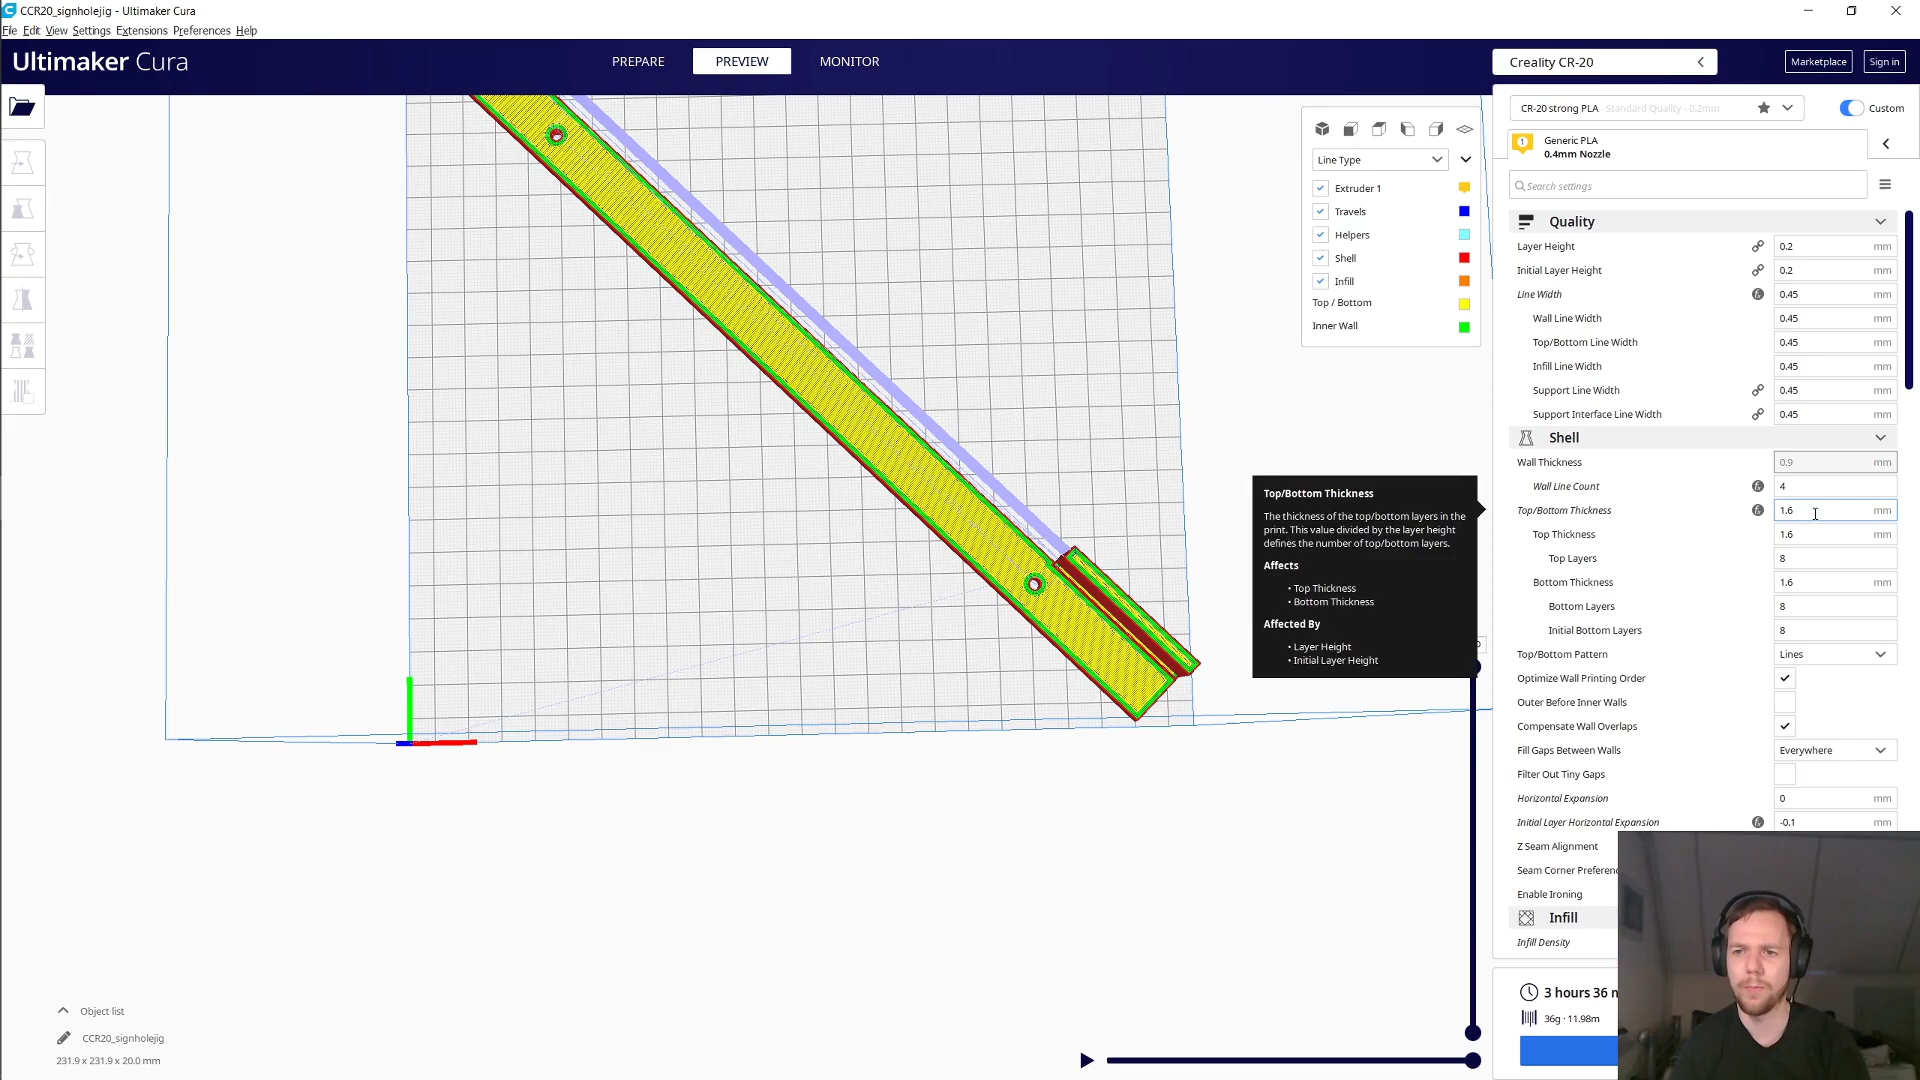 CCR20_signholejig - Ultimaker Cura
File Edit View Settings Extensions Preferences Help
Ultimaker Cura
PREPARE
PREVIEW
MONITOR
Creality CR-20
Marketplace
Sign in
CR-20 strong PLA - Standard Quality - 0.2mm
Custom
1
Generic PLA
0.4mm Nozzle
Search settings
Line Type
Extruder 1
Travels
Helpers
Shell
Infill
Top / Bottom
Inner Wall
Quality
Layer Height 0.2 mm
Initial Layer Height 0.2 mm
Line Width 0.45 mm
Wall Line Width 0.45 mm
Top/Bottom Line Width 0.45 mm
Infill Line Width 0.45 mm
Support Line Width 0.45 mm
Support Interface Line Width 0.45 mm
Shell
Wall Thickness 0.9 mm
Wall Line Count 4
Top/Bottom Thickness 1.6 mm
Top Thickness 1.6 mm
Top Layers 8
Bottom Thickness 1.6 mm
Bottom Layers 8
Initial Bottom Layers 8
Top/Bottom Pattern Lines
Optimize Wall Printing Order
Outer Before Inner Walls
Compensate Wall Overlaps
Fill Gaps Between Walls Everywhere
Filter Out Tiny Gaps
Horizontal Expansion 0 mm
Initial Layer Horizontal Expansion -0.1 mm
Z Seam Alignment
Seam Corner Preferenc
Enable Ironing
Infill
Infill Density
Top/Bottom Thickness
The thickness of the top/bottom layers in the
print. This value divided by the layer height
defines the number of top/bottom layers.
Affects
• Top Thickness
• Bottom Thickness
Affected By
• Layer Height
• Initial Layer Height
3 hours 36 m
36g · 11.98m
Object list
CCR20_signholejig
231.9 x 231.9 x 20.0 mm